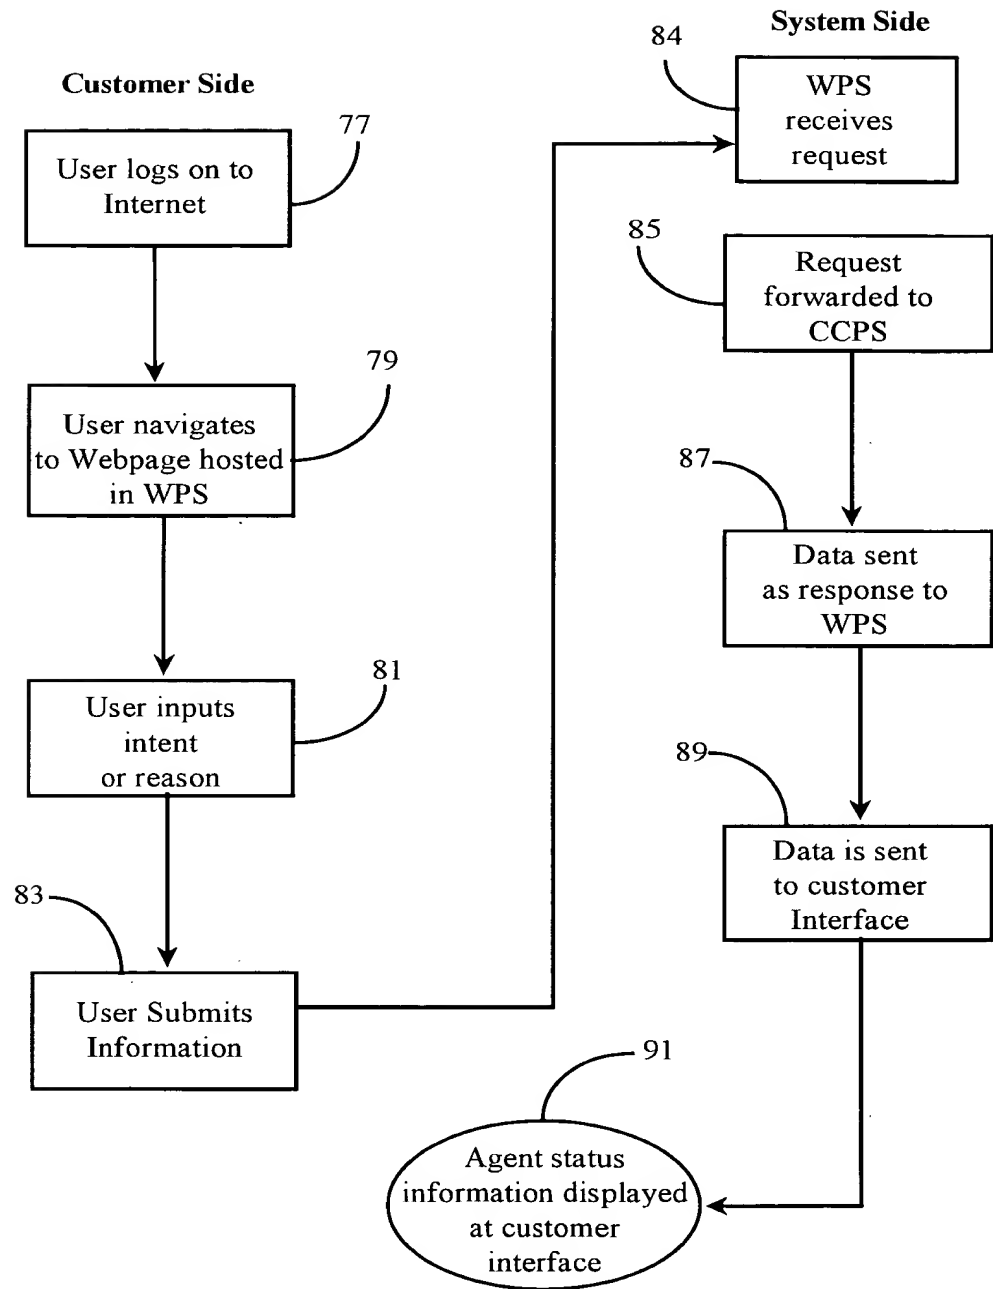 Customer Side
77
User logs on to
Internet
79
User navigates
to Webpage hosted
in WPS
81
User inputs
intent
or reason
83
User Submits
Information
System Side
84
WPS
receives
request
85
Request
forwarded to
CCPS
87
Data sent
as response to
WPS
89
Data is sent
to customer
Interface
91
Agent status
information displayed
at customer
interface